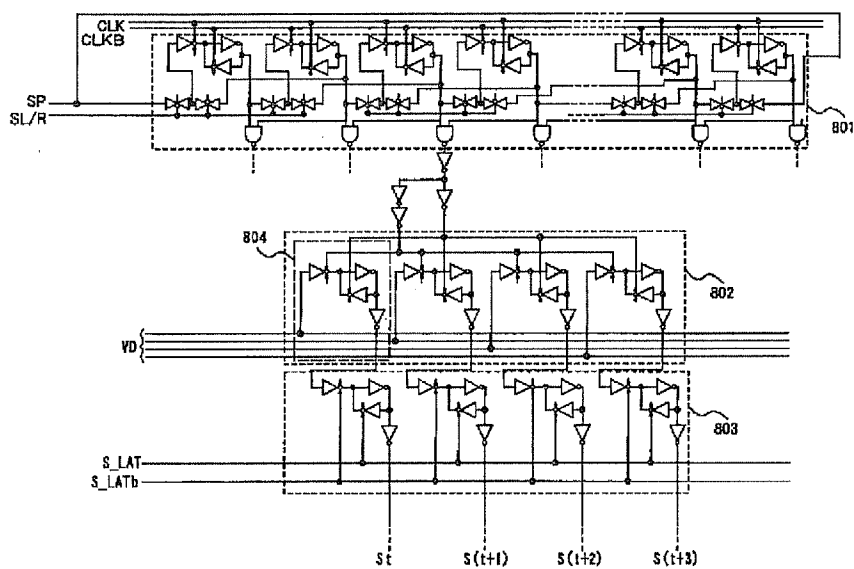 CLK
CLKB
SP
SL/R
801
804
802
VD
803
S_LAT
S_LATb
St
S(t+1)
S(t+2)
S(t+3)